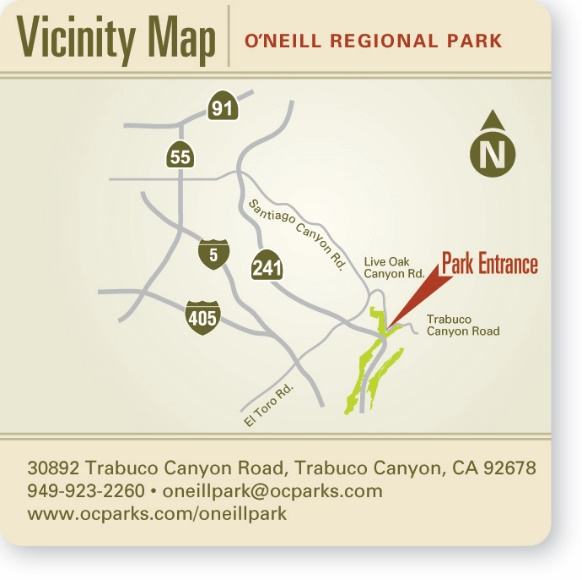 Vicinity Map
O'NEILL REGIONAL PARK
91
55
N
Santiago Canyon Rd.
5
241
Live Oak
Canyon Rd.
Park Entrance
405
Trabuco
Canyon Road
El Toro Rd.
30892 Trabuco Canyon Road, Trabuco Canyon, CA 92678
949-923-2260 • oneillpark@ocparks.com
www.ocparks.com/oneillpark